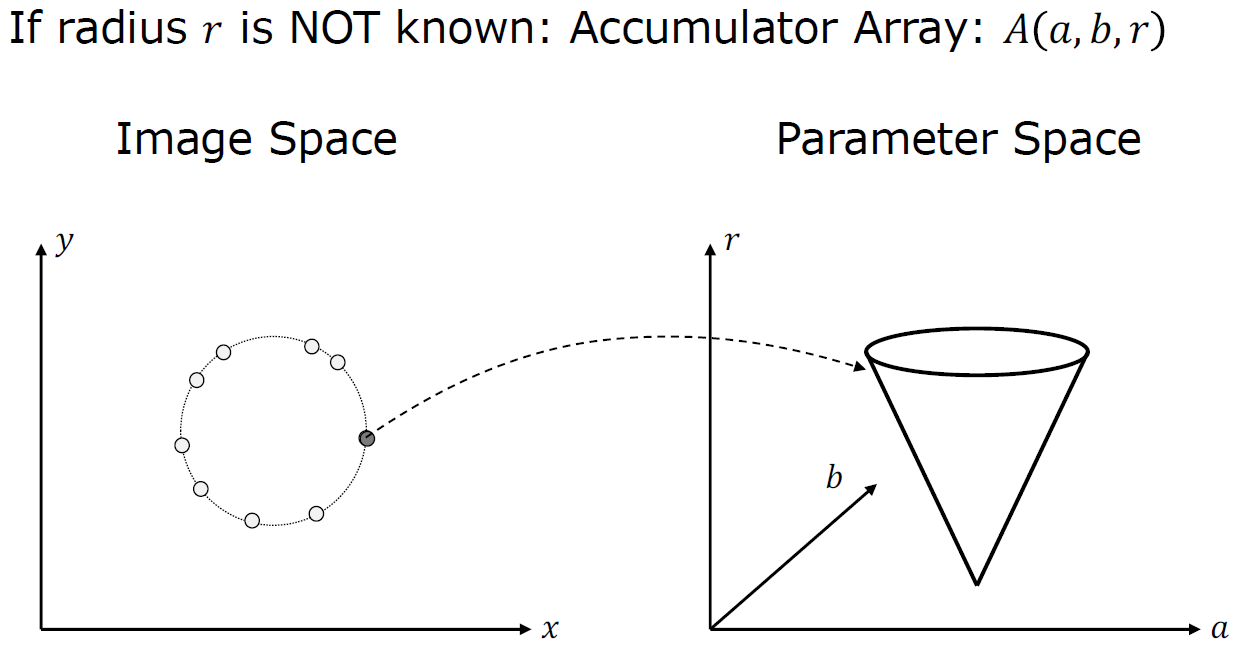 If radius r is NOT known: Accumulator Array: A(a, b, r)
Image Space
Parameter Space
y
x
r
b
a